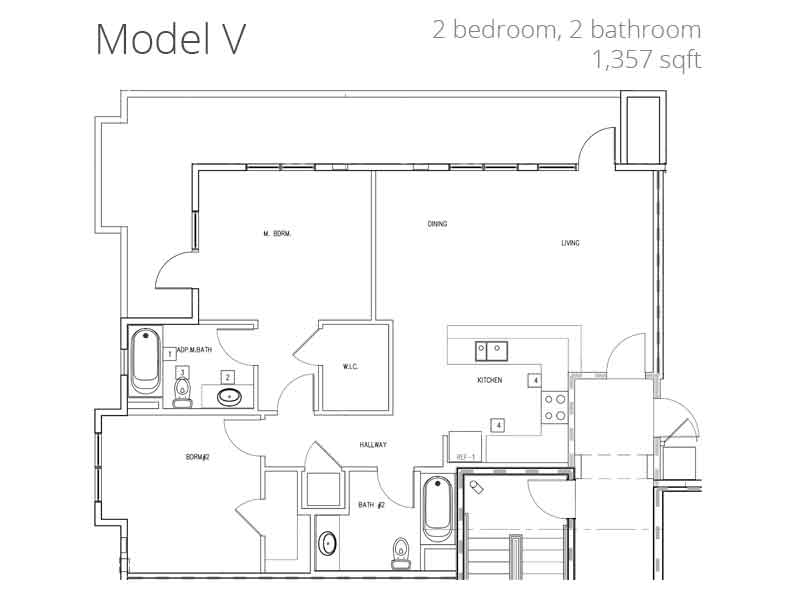 Model V
2 bedroom, 2 bathroom
1,357 sqft
DINING
M. BDRM.
LIVING
ADP.M.BATH
1
3
2
W.I.C.
KITCHEN
4
4
HALLWAY
REF-1
BDRM#2
BATH #2